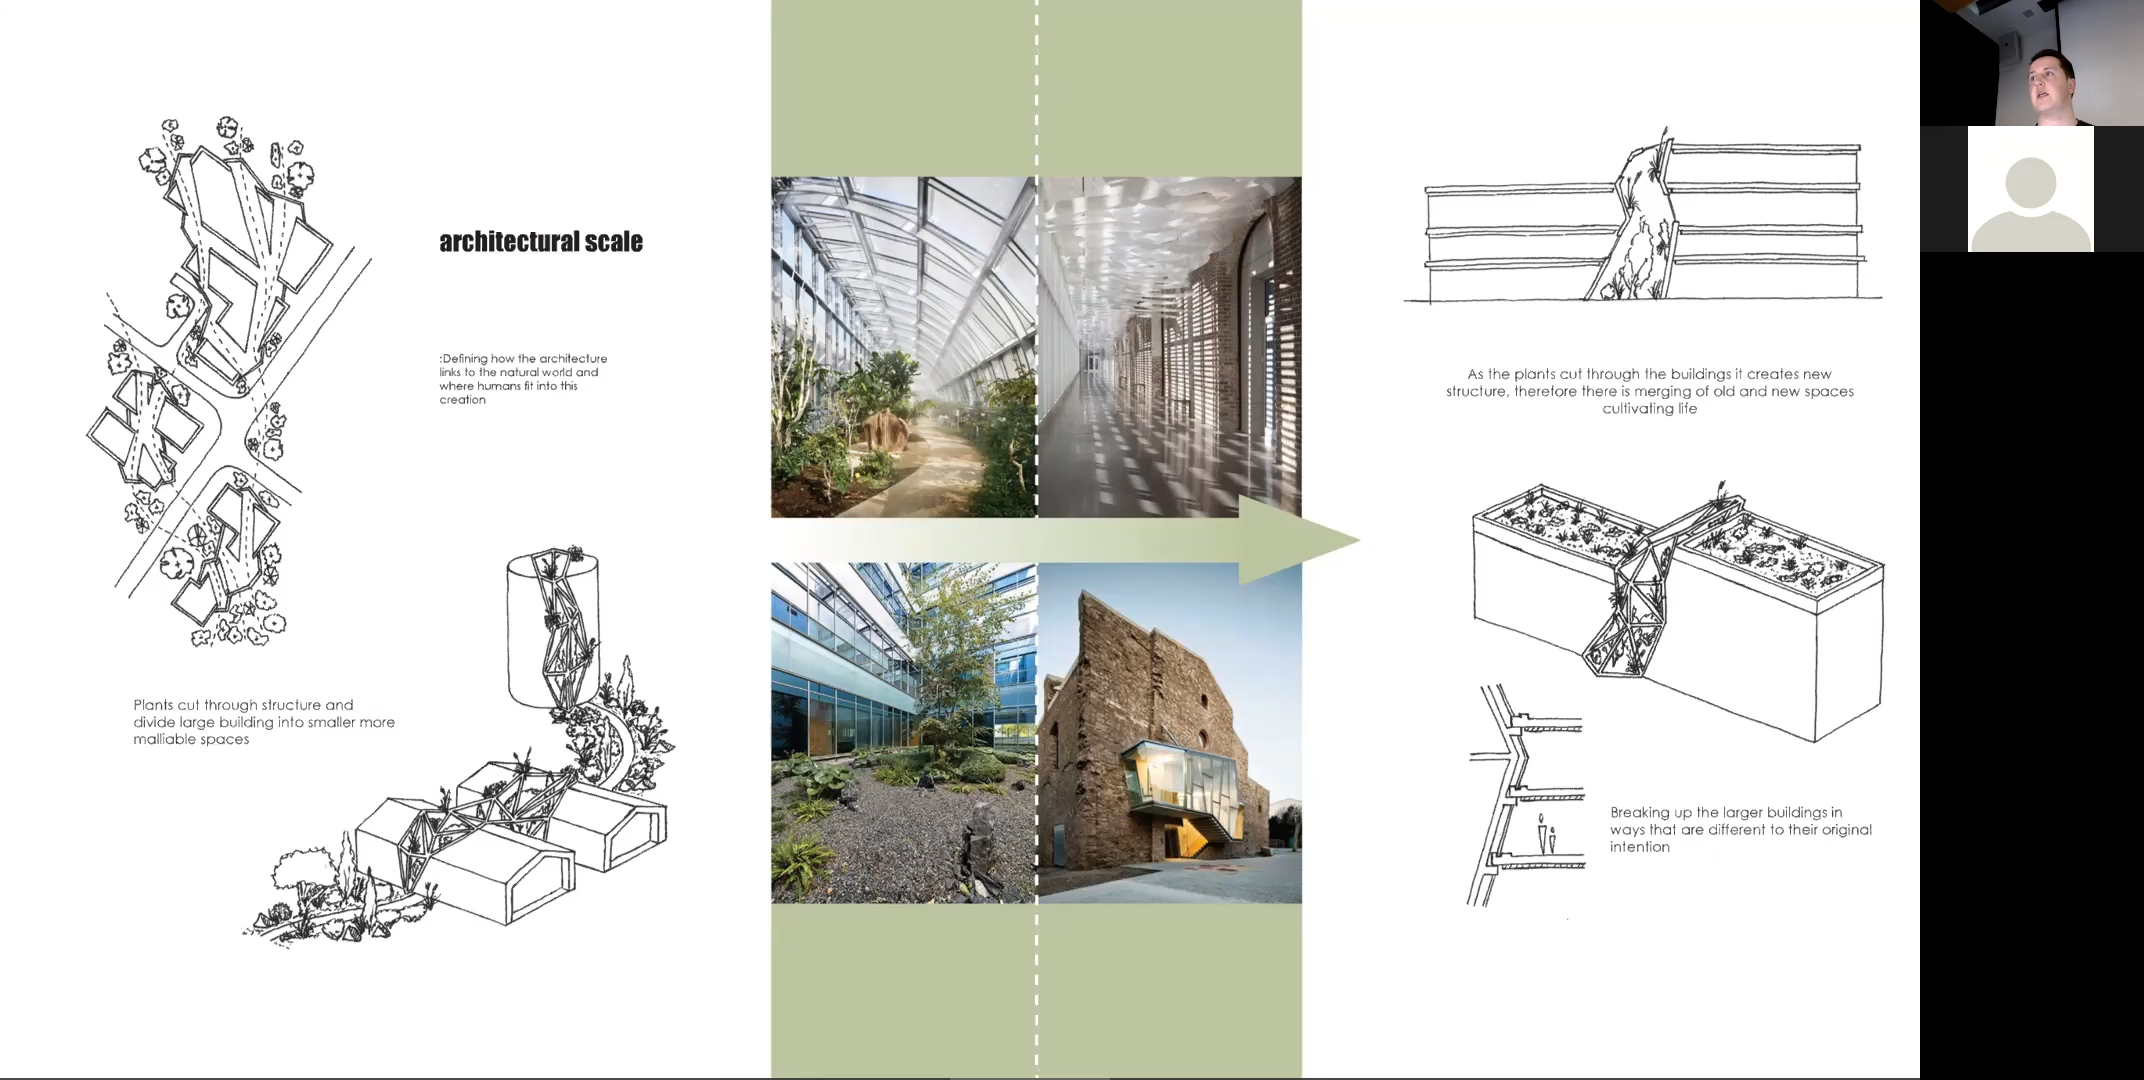 architectural scale
:Defining how the architecture
links to the natural world and
where humans fit into this
creation
Plants cut through structure and
divide large building into smaller more
malliable spaces
As the plants cut through the buildings it creates new
structure, therefore there is merging of old and new spaces
cultivating life
Breaking up the larger buildings in
ways that are different to their original
intention